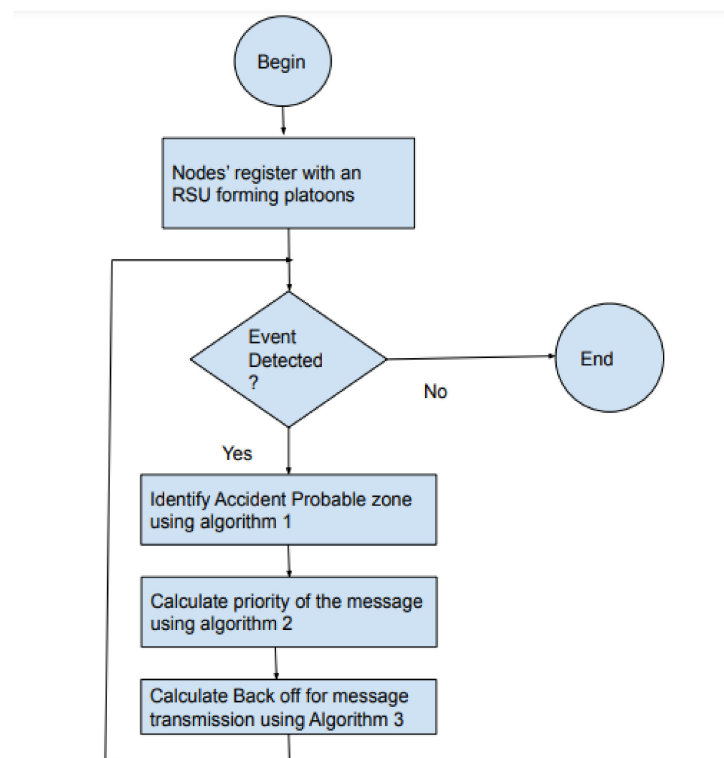 Begin
Nodes' register with an
RSU forming platoons
Event
Detected
?
End
No
Yes
Identify Accident Probable zone
using algorithm 1
Calculate priority of the message
using algorithm 2
Calculate Back off for message
transmission using Algorithm 3